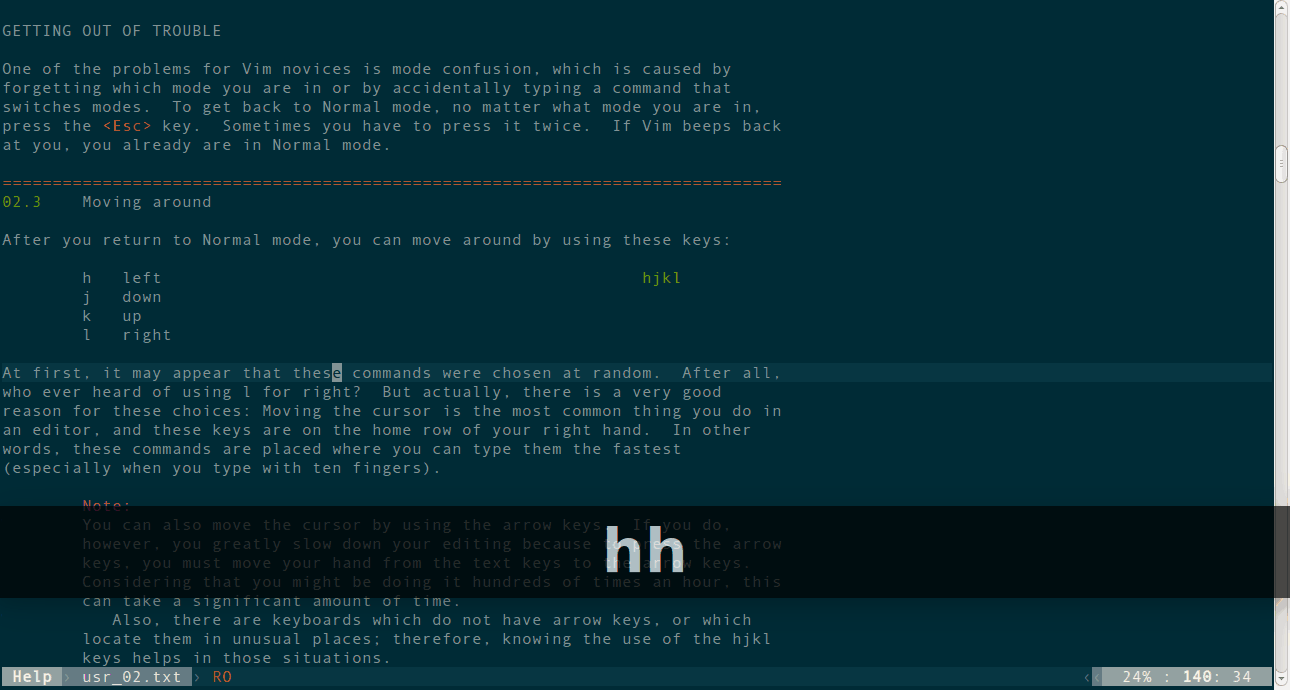 GETTING OUT OF TROUBLE
One of the problems for Vim novices is mode confusion, which is caused by
forgetting which mode you are in or by accidentally typing a command that
switches modes.  To get back to Normal mode, no matter what mode you are in,
press the <Esc> key.  Sometimes you have to press it twice.  If Vim beeps back
at you, you already are in Normal mode.
==============================================================================
02.3    Moving around
After you return to Normal mode, you can move around by using these keys:
h   left                                                hjkl
j   down
k   up
l   right
At first, it may appear that these commands were chosen at random.  After all,
who ever heard of using l for right?  But actually, there is a very good
reason for these choices: Moving the cursor is the most common thing you do in
an editor, and these keys are on the home row of your right hand.  In other
words, these commands are placed where you can type them the fastest
(especially when you type with ten fingers).
Note:
You can also move the cursor by using the arrow keys.  If you do,
however, you greatly slow down your editing because to press the arrow
hh
keys, you must move your hand from the text keys to the arrow keys.
Considering that you might be doing it hundreds of times an hour, this
can take a significant amount of time.
Also, there are keyboards which do not have arrow keys, or which
locate them in unusual places; therefore, knowing the use of the hjkl
keys helps in those situations.
Help › usr_02.txt › RO ‹‹ 24% : 140: 34